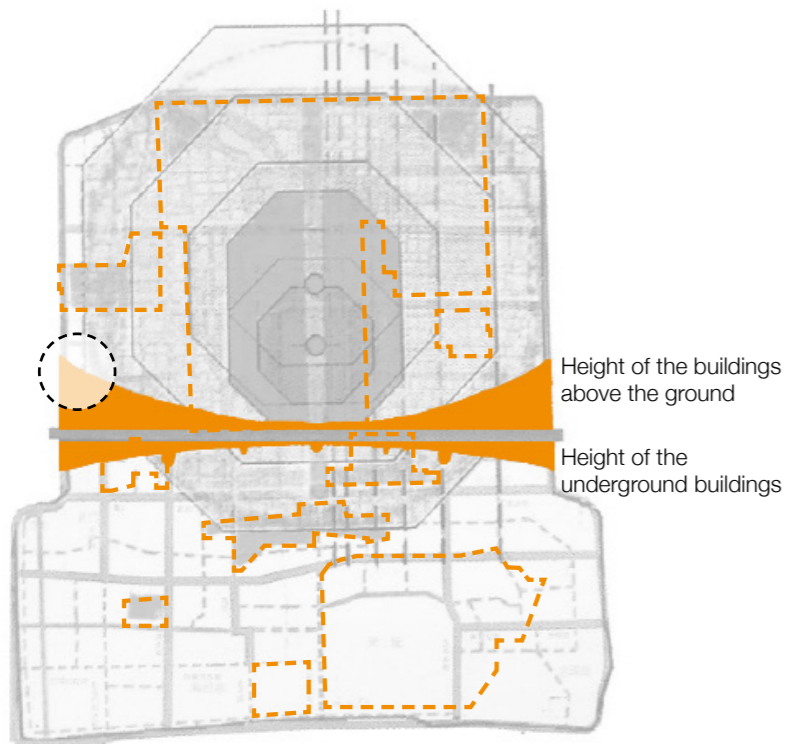 Height of the buildings
above the ground
Height of the
underground buildings